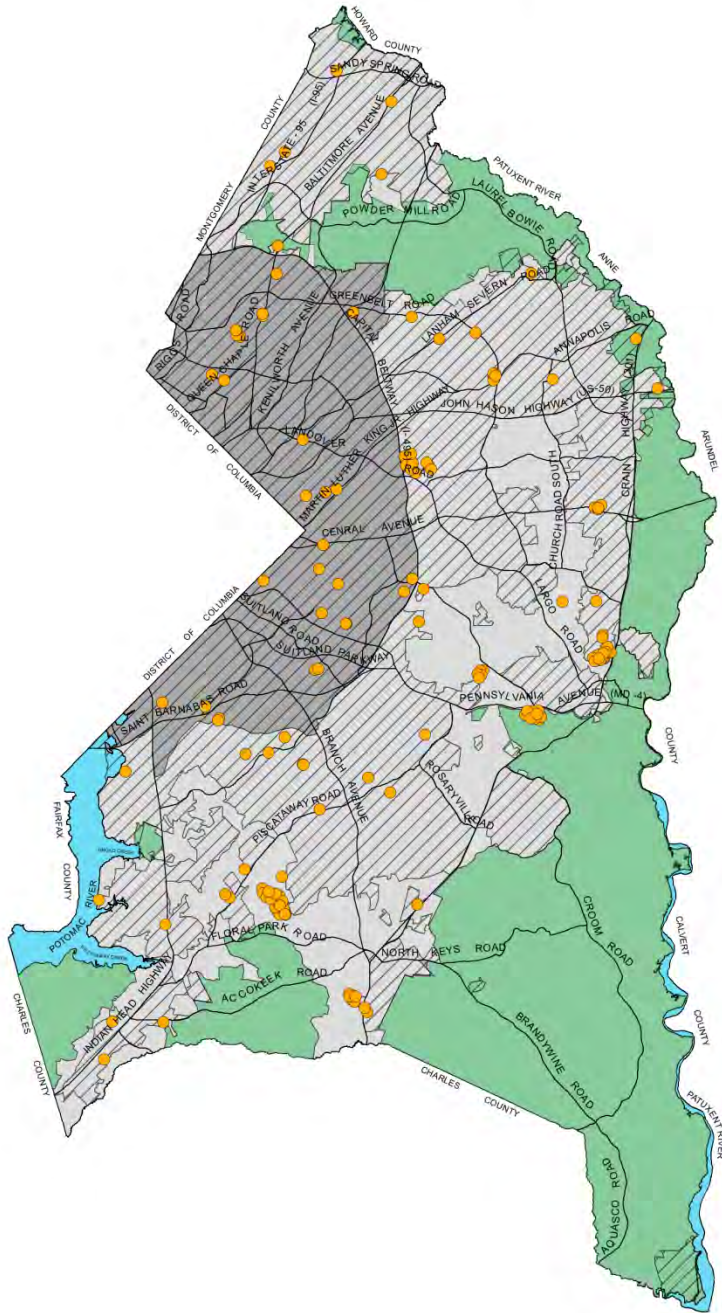 HOWARD
COUNTY
SANDY SPRING ROAD
COUNTY
INTERSTATE - 95 (I-95)
BALTITMORE AVENUE
PATUXENT RIVER
LAUREL BOWIE ROAD
POWDER MILL ROAD
MONTGOMERY
ANNE
GREENBELT ROAD
LANHAM SEVERN ROAD
CAPITAL
BELTWAY (I-495)
RIGGS ROAD
QUEEN CHAPLE ROAD
KENILWORTH AVENUE
ANNAPOLIS ROAD
JOHN HASON HIGHWAY (US-50)
CRAIN HIGHWAY
ARUNDEL
LANDOVER ROAD
MARTIN LUTHER KING JR HIGHWAY
DISTRICT OF COLUMBIA
CENRAL AVENUE
CHURCH ROAD SOUTH
LARGO ROAD
DISTRICT OF COLUMBIA
SUITLAND ROAD
SUITLAND PARKWAY
PENNSYLVANIA AVENUE (MD -4)
SAINT BARNABAS ROAD
BRANCH AVENUE
COUNTY
FAIRFAX
COUNTY
PISCATAWAY ROAD
ROSARYVILLE ROAD
POTOMAC RIVER
CROOM ROAD
CALVERT
FLORAL PARK ROAD
NORTH KEYS ROAD
INDIAN HEAD HIGHWAY
ACCOKEEK ROAD
CHARLES
COUNTY
BRANDYWINE ROAD
COUNTY
CHARLES COUNTY
PATUXENT RIVER
AQUASCO ROAD